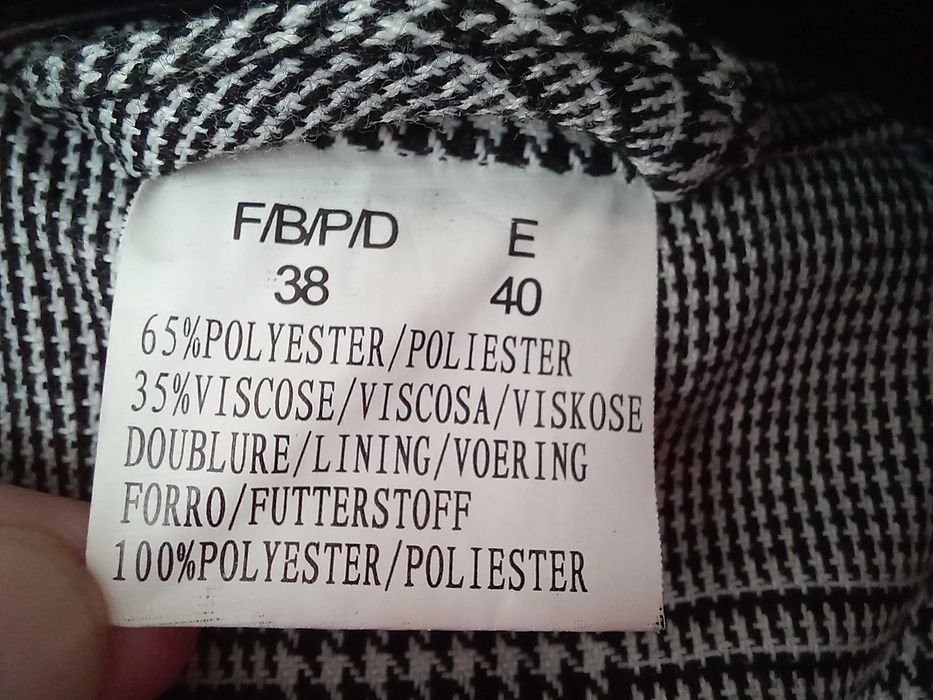 F/B/P/D E
38 40
65%POLYESTER/POLIESTER
35%VISCOSE/VISCOSA/VISKOSE
DOUBLURE/LINING/VOERING
FORRO/FUTTERSTOFF
100%POLYESTER/POLIESTER